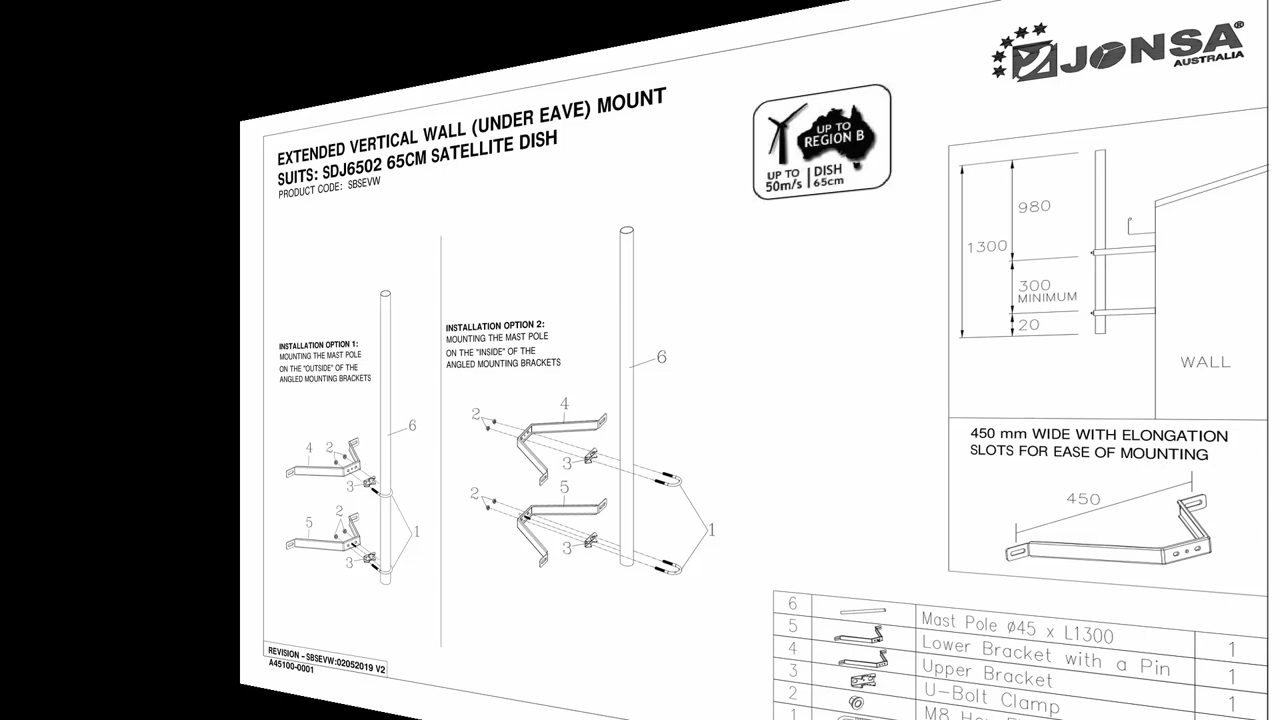 JONSA®
AUSTRALIA
EXTENDED VERTICAL WALL (UNDER EAVE) MOUNT
SUITS: SDJ6502 65CM SATELLITE DISH
PRODUCT CODE: SBSEVW
UP TO
REGION B
UP TO
50m/s
DISH
65cm
980
1300
300
MINIMUM
20
WALL
INSTALLATION OPTION 1:
MOUNTING THE MAST POLE
ON THE "OUTSIDE" OF THE
ANGLED MOUNTING BRACKETS
6
2
4
3
2
5
1
3
INSTALLATION OPTION 2:
MOUNTING THE MAST POLE
ON THE "INSIDE" OF THE
ANGLED MOUNTING BRACKETS
6
4
2
3
5
2
1
3
450 mm WIDE WITH ELONGATION
SLOTS FOR EASE OF MOUNTING
450
6 Mast Pole ø45 x L1300 1
5 Lower Bracket with a Pin 1
4 Upper Bracket 1
3 U-Bolt Clamp
2 M8 Hex
1
REVISION - SBSEVW:02052019 V2
A45100-0001